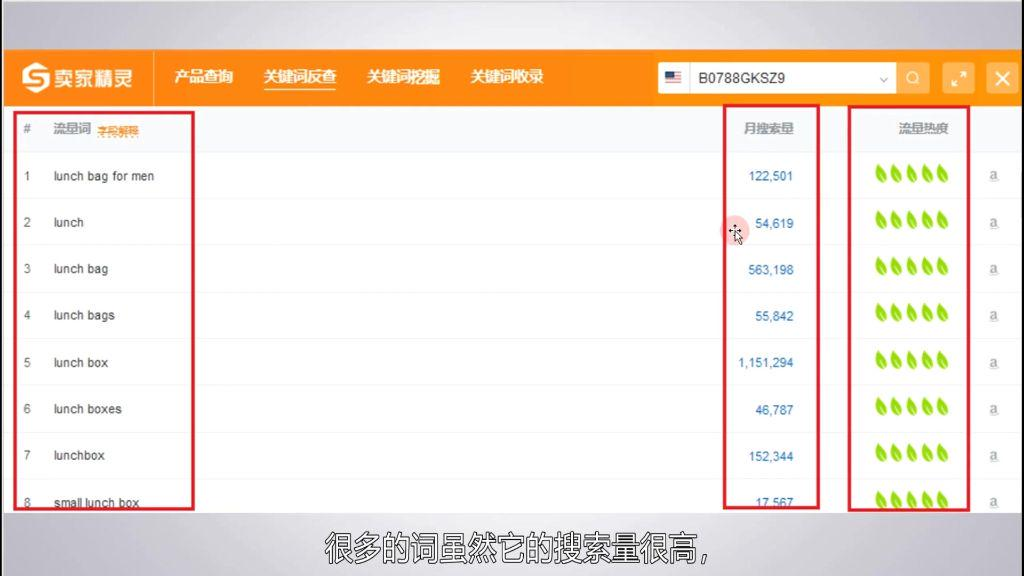 卖家精灵 产品查询 关键词反查 关键词挖掘 关键词收录 B0788GKSZ9
# 流量词 字段解释 月搜索量 流量热度
1 lunch bag for men 122,501 a
2 lunch 54,619 a
3 lunch bag 563,198 a
4 lunch bags 55,842 a
5 lunch box 1,151,294 a
6 lunch boxes 46,787 a
7 lunchbox 152,344 a
8 small lunch box 17,567 a
很多的词虽然它的搜索量很高,